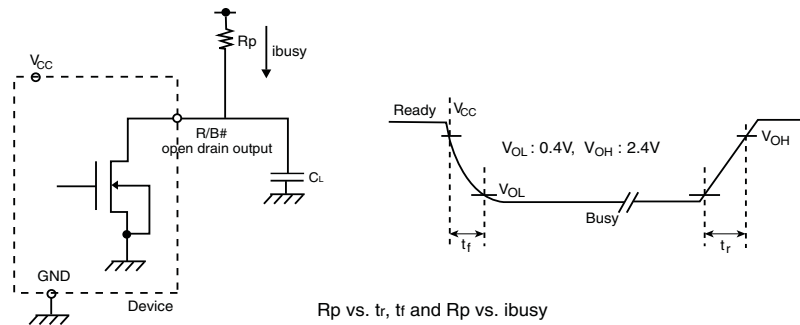 Rp
ibusy
VCC
R/B#
open drain output
CL
GND
Device
Ready
VCC
VOL : 0.4V, VOH : 2.4V
VOH
VOL
Busy
tf
tr
Rp vs. tr, tf and Rp vs. ibusy